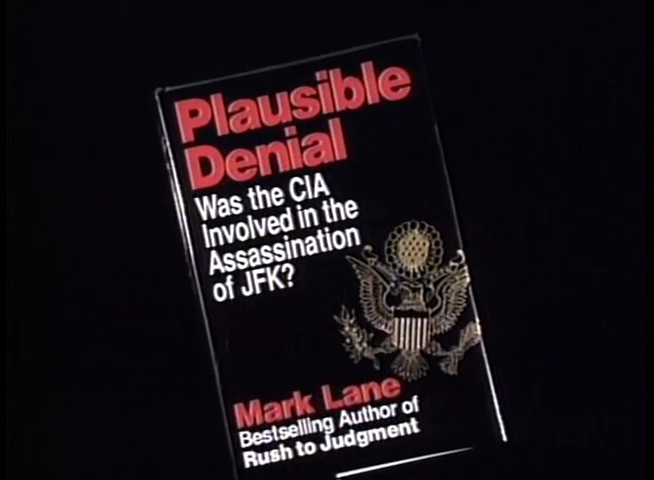 Plausible
Denial
Was the CIA
Involved in the
Assassination
of JFK?
Mark Lane
Bestselling Author of
Rush to Judgment